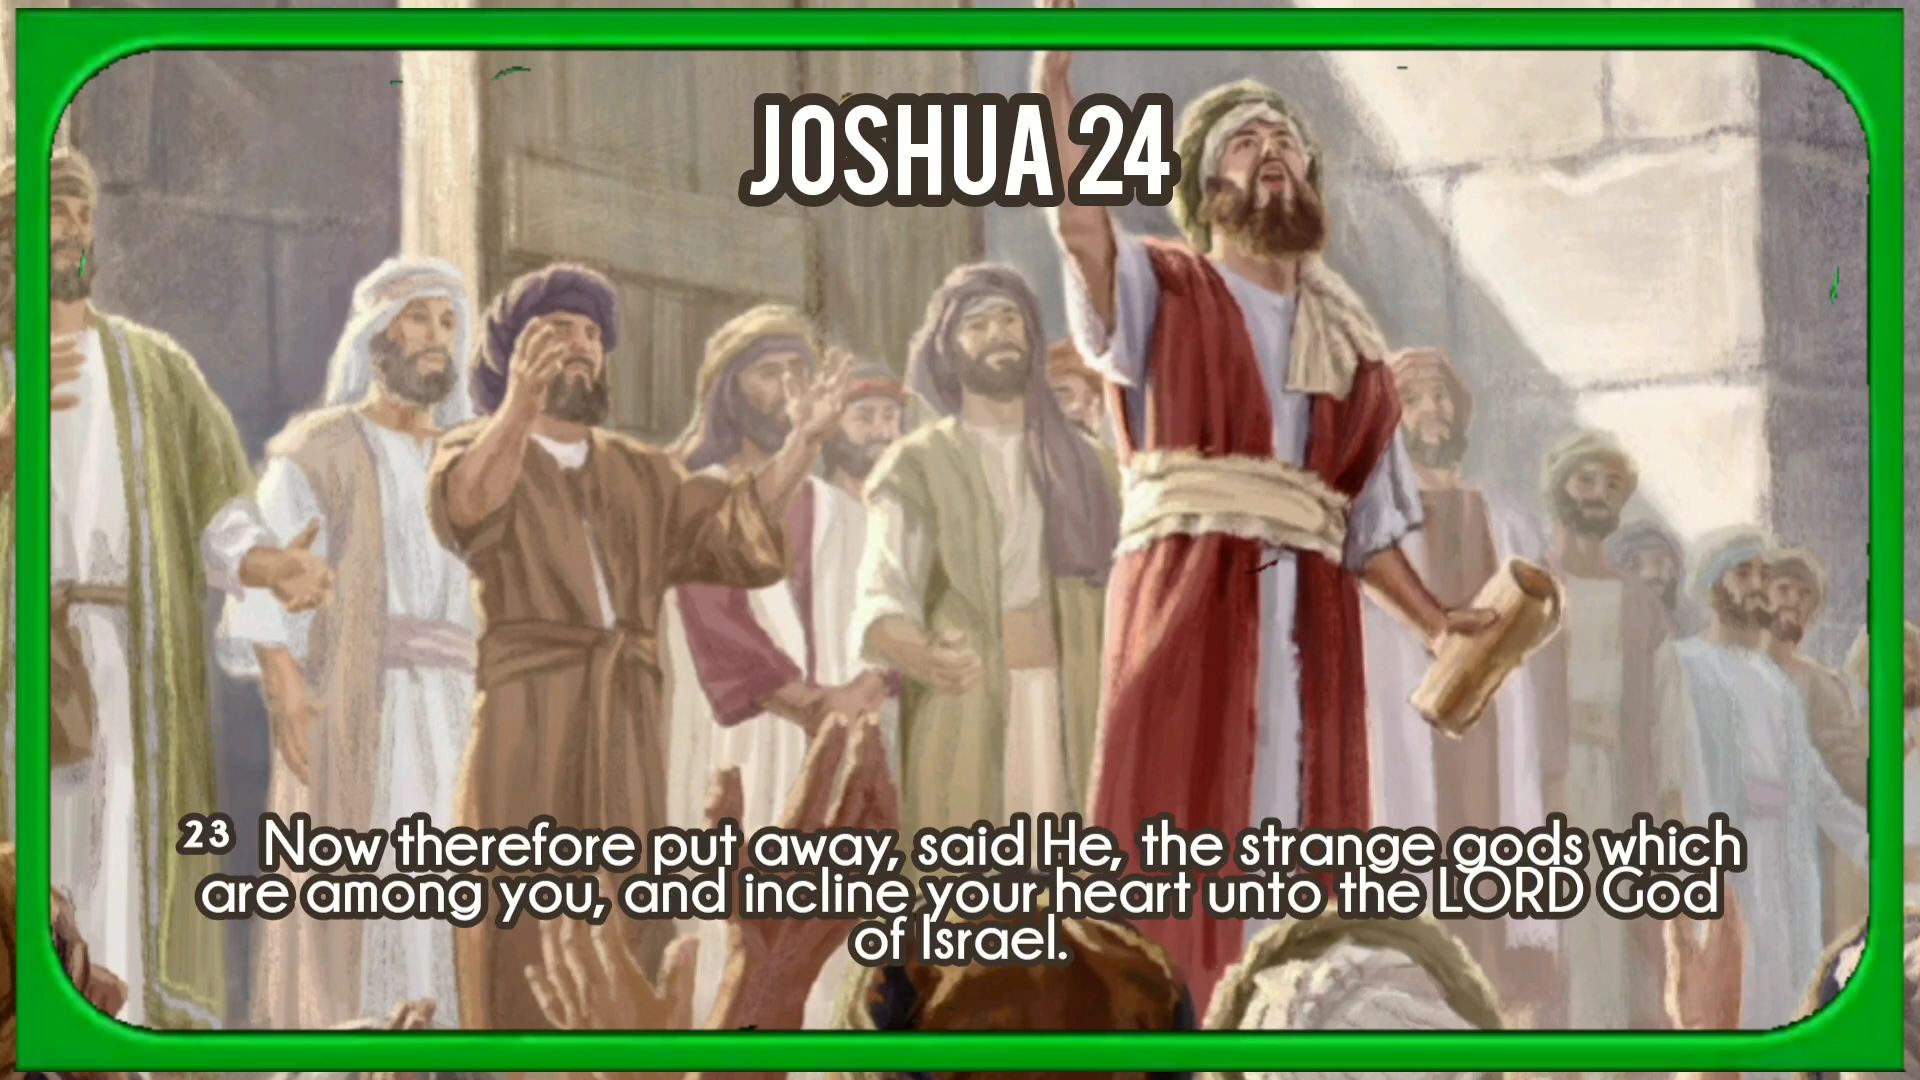 JOSHUA 24
²³ Now therefore put away, said He, the strange gods which
are among you, and incline your heart unto the LORD God
of Israel.